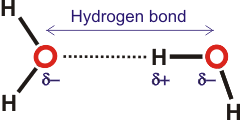 Hydrogen bond
H
O H O
δ– δ+ δ–
H H